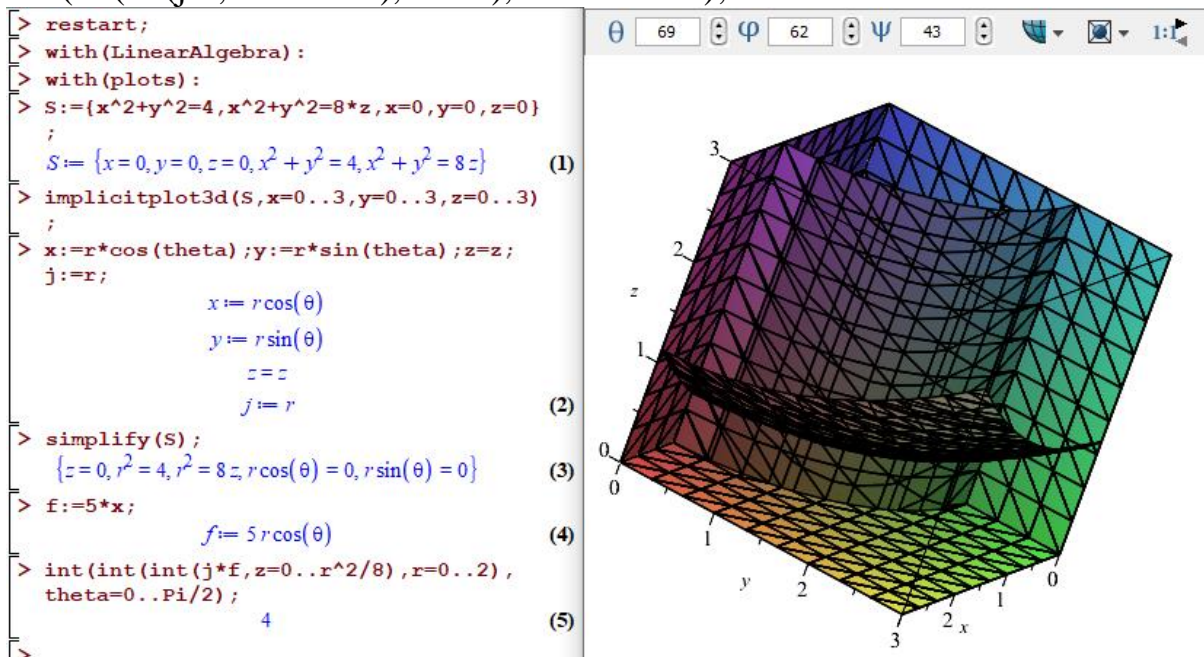 > restart;
> with(LinearAlgebra):
> with(plots):
> S:={x^2+y^2=4,x^2+y^2=8*z,x=0,y=0,z=0}
;
S := {x = 0, y = 0, z = 0, x² + y² = 4, x² + y² = 8 z} (1)
> implicitplot3d(S,x=0..3,y=0..3,z=0..3)
;
> x:=r*cos(theta);y:=r*sin(theta);z=z;
j:=r;
x := r cos(θ)
y := r sin(θ)
z = z
j := r (2)
> simplify(S);
{z = 0, r² = 4, r² = 8 z, r cos(θ) = 0, r sin(θ) = 0} (3)
> f:=5*x;
f := 5 r cos(θ) (4)
> int(int(int(j*f,z=0..r^2/8),r=0..2),
theta=0..Pi/2);
4 (5)
>
θ 69 φ 62 ψ 43 1:1
3
2
z
1
0
0
1
y
2
3
2
x
1
0